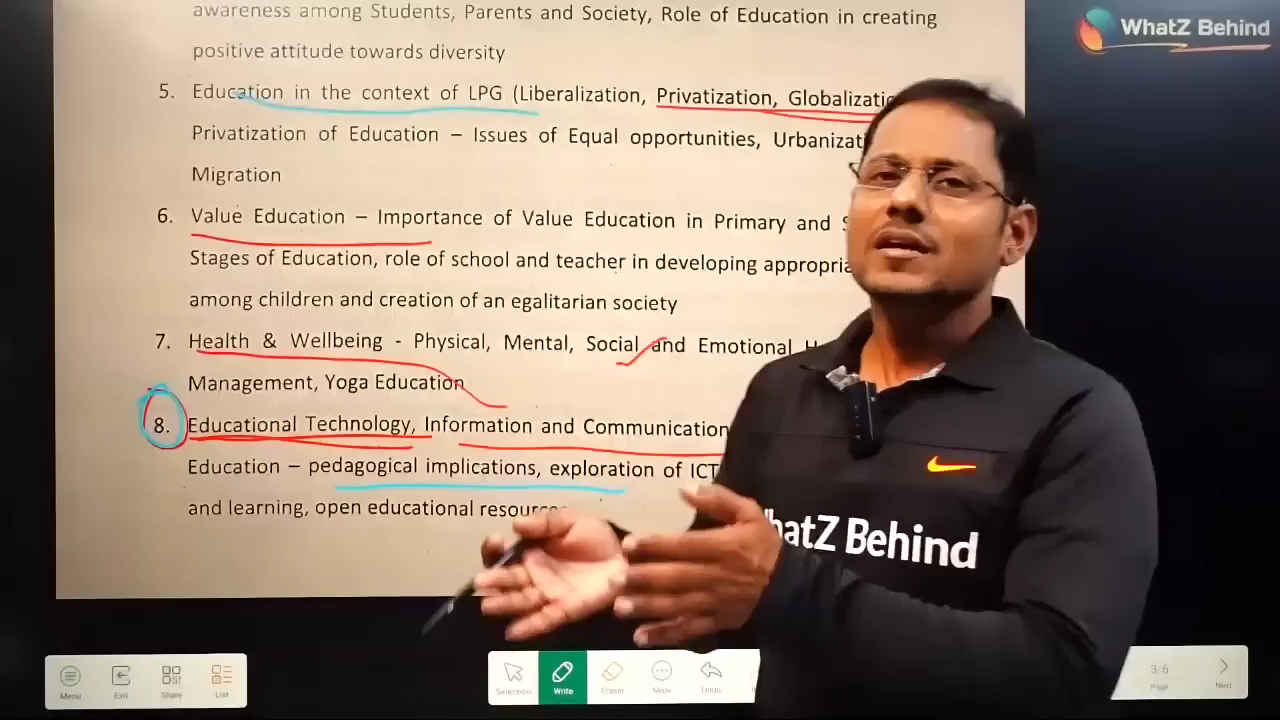 awareness among Students, Parents and Society, Role of Education in creating
positive attitude towards diversity
5. Education in the context of LPG (Liberalization, Privatization,
Privatization of Education – Issues of Equal opportunities,
Migration
6. Value Education – Importance of Value Education in Primary and
Stages of Education, role of school and teacher in developing
among children and creation of an egalitarian society
7. Health & Wellbeing - Physical, Mental, Social and Emotional
Management, Yoga Education
8. Educational Technology, Information and Communication
Education – pedagogical implications, exploration of ICT
and learning, open educational
WhatZ Behind
WhatZ Behind
Menu
Exit
Share
List
Selection
Write
Eraser
More
Undo
3/6
Page
Next